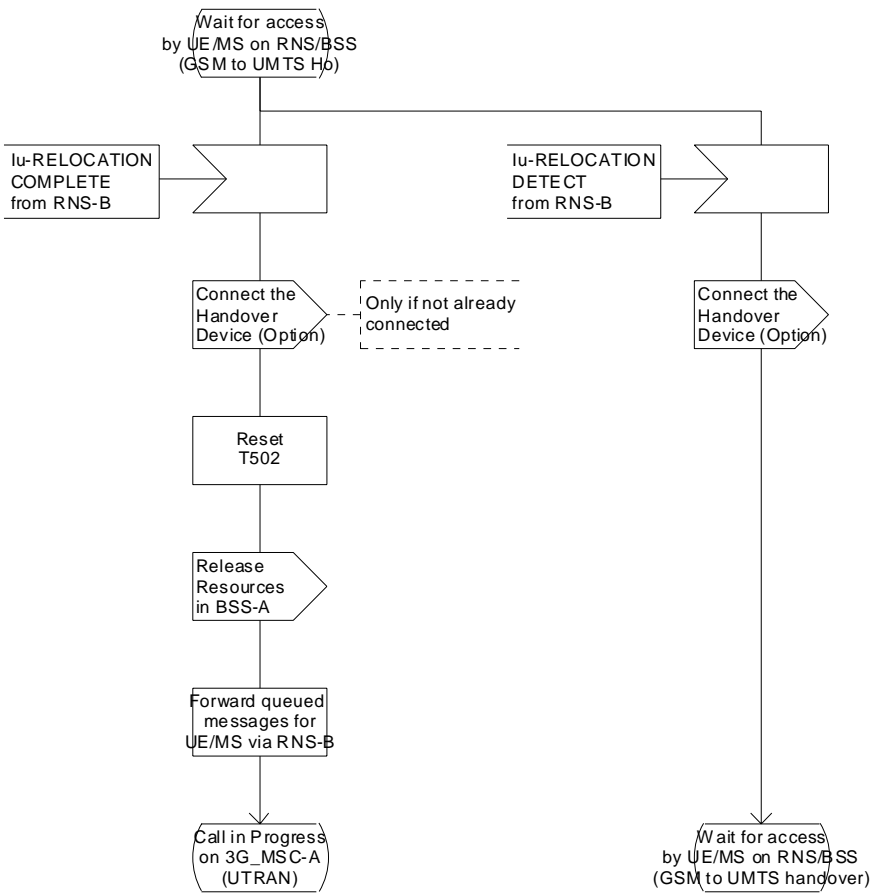 Wait for access
by UE/MS on RNS/BSS
(GSM to UMTS Ho)
Iu-RELOCATION
COMPLETE
from RNS-B
Iu-RELOCATION
DETECT
from RNS-B
Connect the
Handover
Device (Option)
Only if not already
connected
Connect the
Handover
Device (Option)
Reset
T502
Release
Resources
in BSS-A
Forward queued
messages for
UE/MS via RNS-B
Call in Progress
on 3G_MSC-A
(UTRAN)
Wait for access
by UE/MS on RNS/BSS
(GSM to UMTS handover)